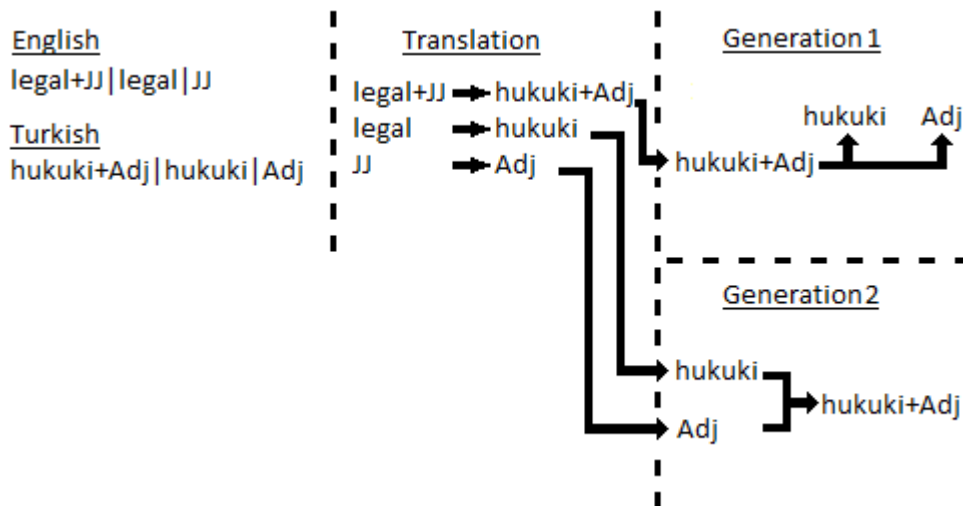 English
legal+JJ|legal|JJ
Turkish
hukuki+Adj|hukuki|Adj
Translation
legal+JJ hukuki+Adj
legal hukuki
JJ Adj
Generation 1
hukuki Adj
hukuki+Adj
Generation 2
hukuki
hukuki+Adj
Adj